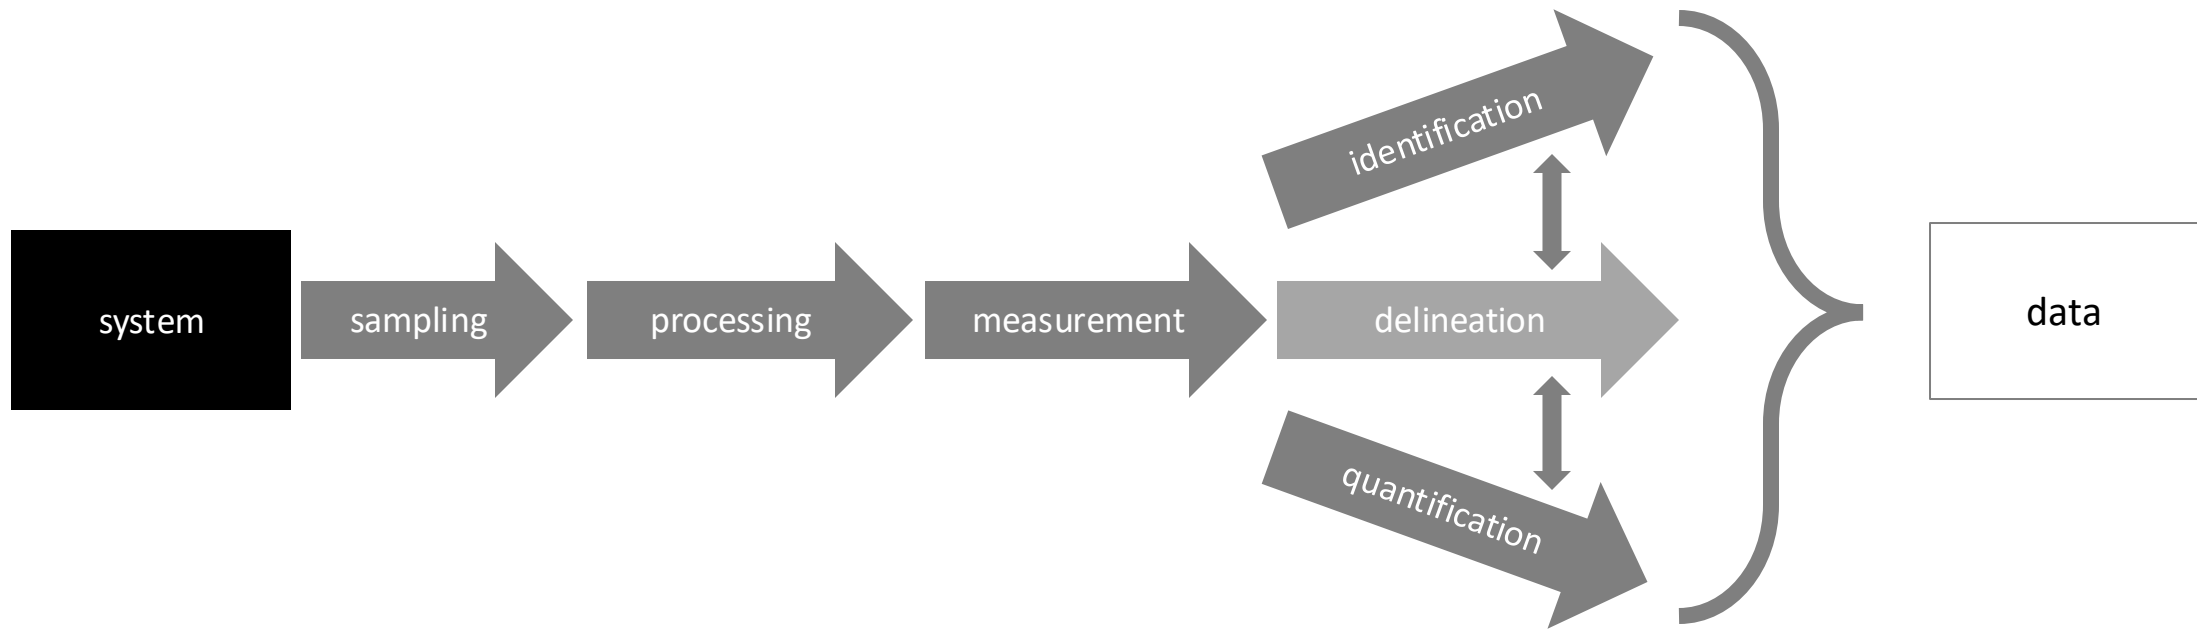 system
sampling
processing
measurement
identification
delineation
quantification
data